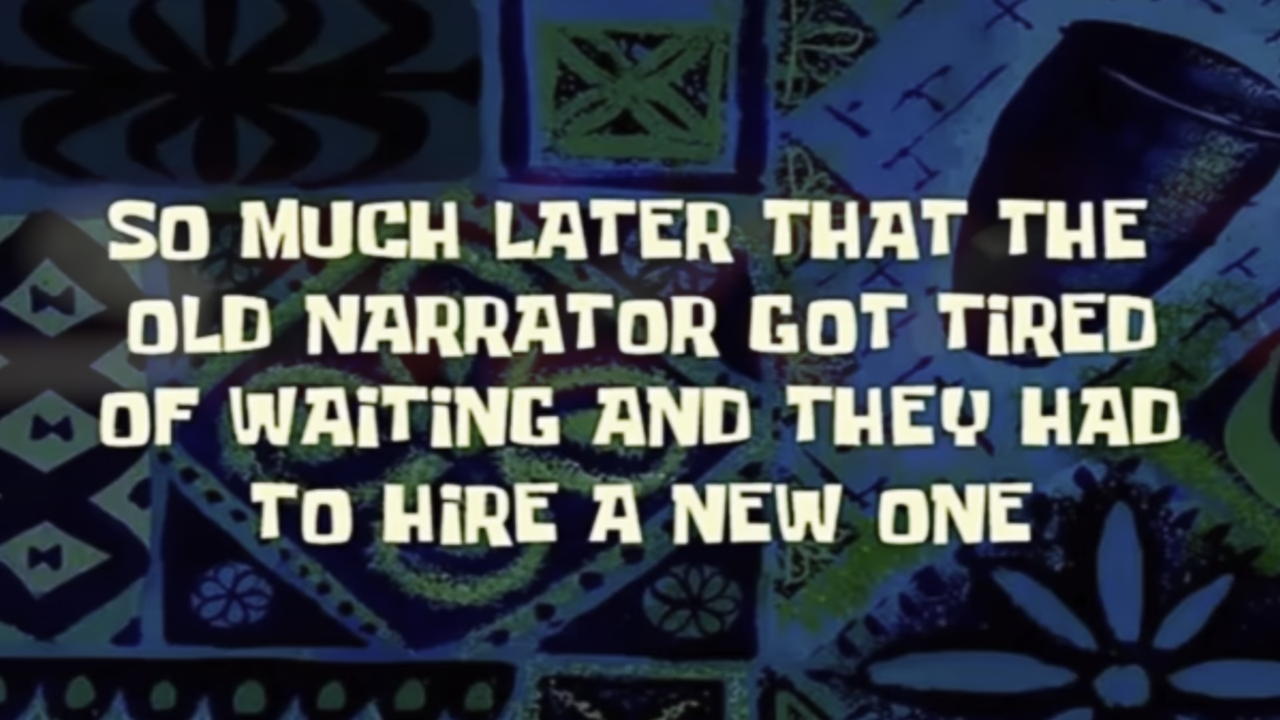 SO MUCH LATER THAT THE
OLD NARRATOR GOT TiRED
OF WAiTiNG AND THEY HAD
TO HiRE A NEW ONE